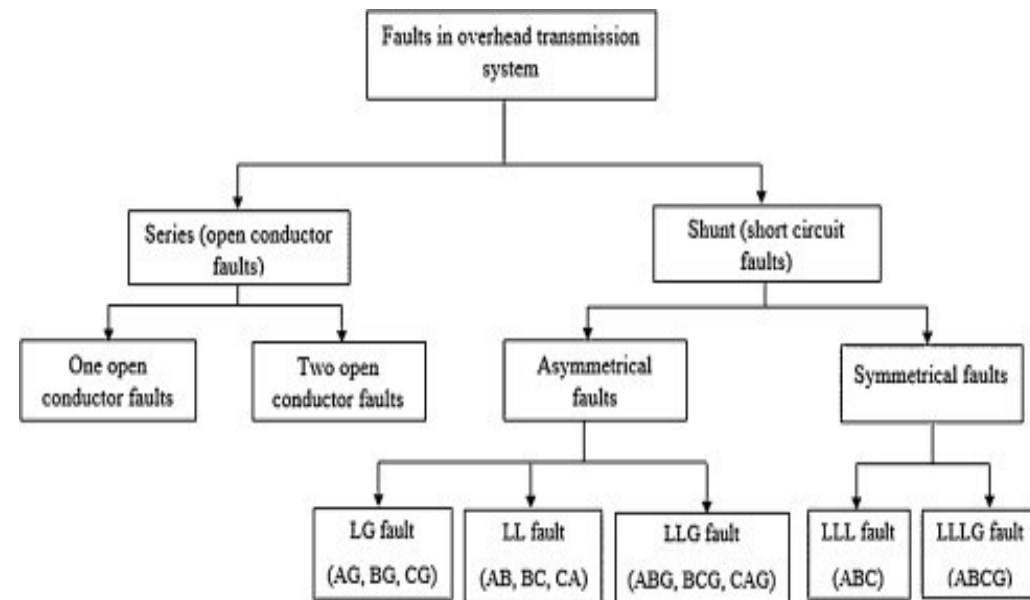 Faults in overhead transmission
system
Series (open conductor
faults)
Shunt (short circuit
faults)
One open
conductor faults
Two open
conductor faults
Asymmetrical
faults
Symmetrical faults
LG fault
(AG, BG, CG)
LL fault
(AB, BC, CA)
LLG fault
(ABG, BCG, CAG)
LLL fault
(ABC)
LLLG fault
(ABCG)